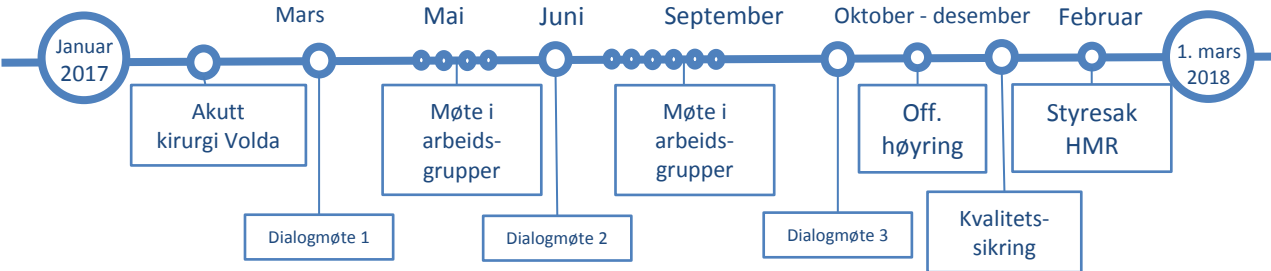 Mars
Mai
Juni
September
Oktober - desember
Februar
Januar
2017
1. mars
2018
Akutt
kirurgi Volda
Møte i
arbeids-
grupper
Møte i
arbeids-
grupper
Off.
høyring
Styresak
HMR
Dialogmøte 1
Dialogmøte 2
Dialogmøte 3
Kvalitets-
sikring